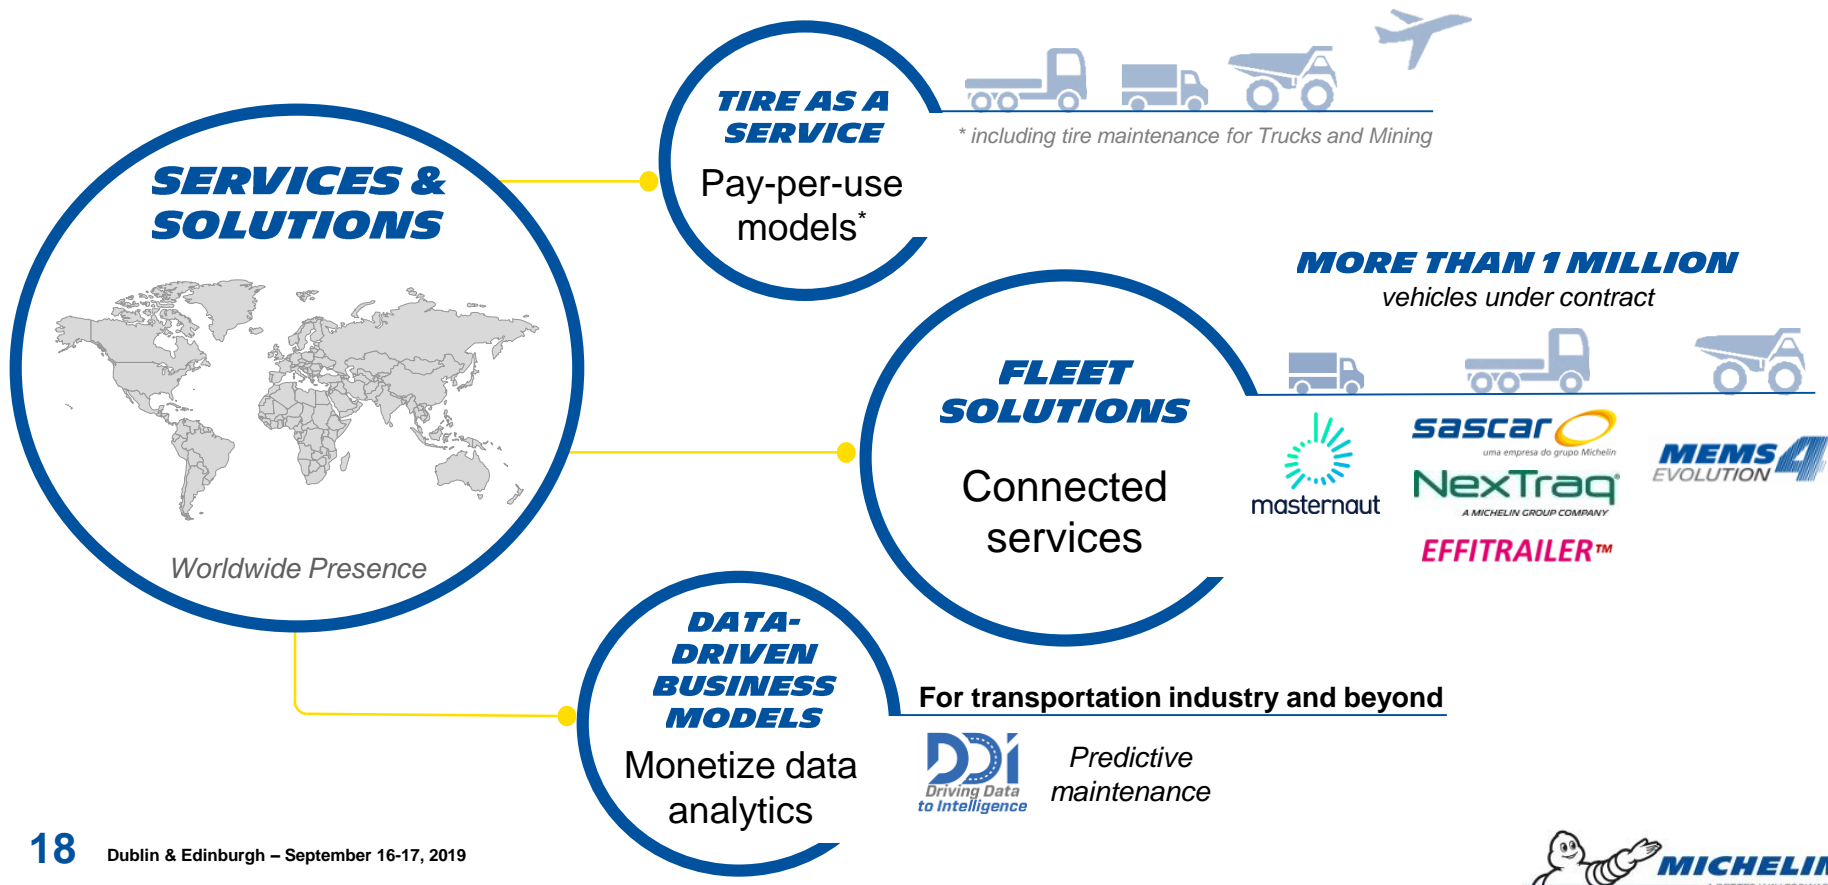 SERVICES &
SOLUTIONS
Worldwide Presence
TIRE AS A
SERVICE
Pay-per-use
models*
* including tire maintenance for Trucks and Mining
FLEET
SOLUTIONS
Connected
services
MORE THAN 1 MILLION
vehicles under contract
masternaut
sascar
uma empresa do grupo Michelin
NexTraq®
A MICHELIN GROUP COMPANY
EFFITRAILER™
MEMS 4
EVOLUTION
DATA-
DRIVEN
BUSINESS
MODELS
Monetize data
analytics
For transportation industry and beyond
DDi
Driving Data
to Intelligence
Predictive
maintenance
18
Dublin & Edinburgh – September 16-17, 2019
MICHELIN